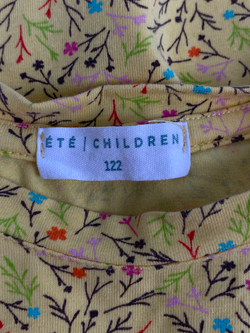 ÉTÉ | CHILDREN
122